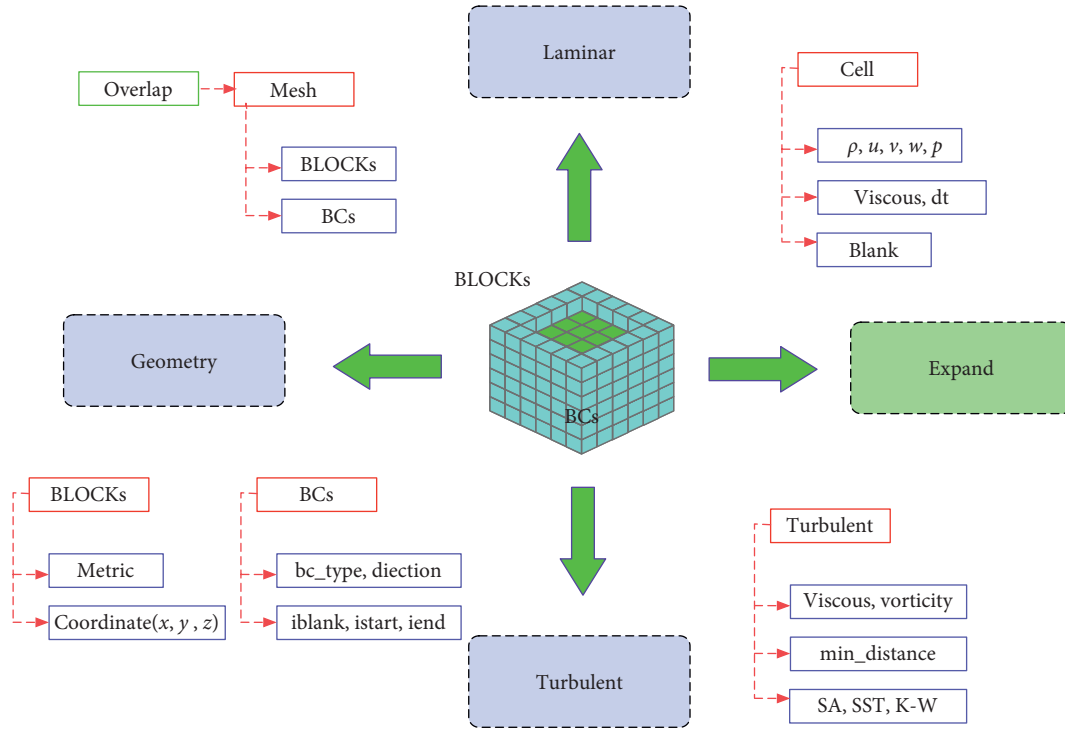 Laminar
Overlap
Mesh
BLOCKs
BCs
Cell
ρ, u, v, w, p
Viscous, dt
Blank
BLOCKs
BCs
Geometry
Expand
BLOCKs
Metric
Coordinate(x, y , z)
BCs
bc_type, diection
iblank, istart, iend
Turbulent
Turbulent
Viscous, vorticity
min_distance
SA, SST, K-W